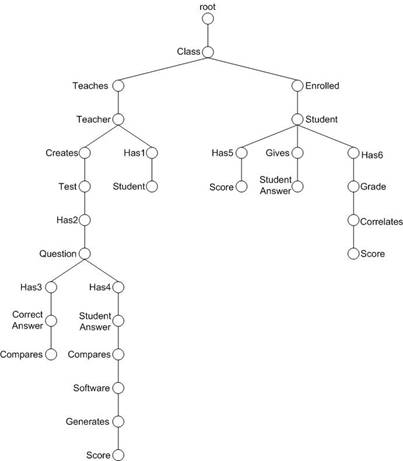 root
Class
Teaches
Enrolled
Teacher
Student
Creates
Has1
Has5
Gives
Has6
Test
Student
Score
Student
Answer
Grade
Has2
Correlates
Question
Score
Has3
Has4
Correct
Answer
Student
Answer
Compares
Compares
Software
Generates
Score